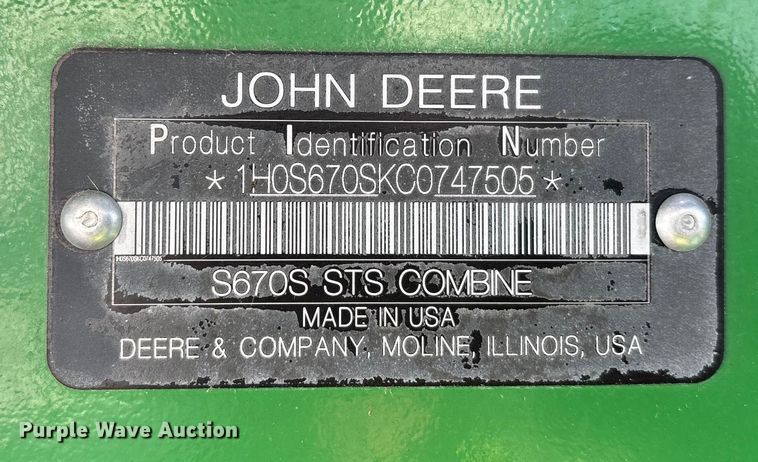 JOHN DEERE
Product Identification Number
*1H0S670SKC0747505*
1H0S670SKC0747505
S670S STS COMBINE
MADE IN USA
DEERE & COMPANY, MOLINE, ILLINOIS, USA
Purple Wave Auction